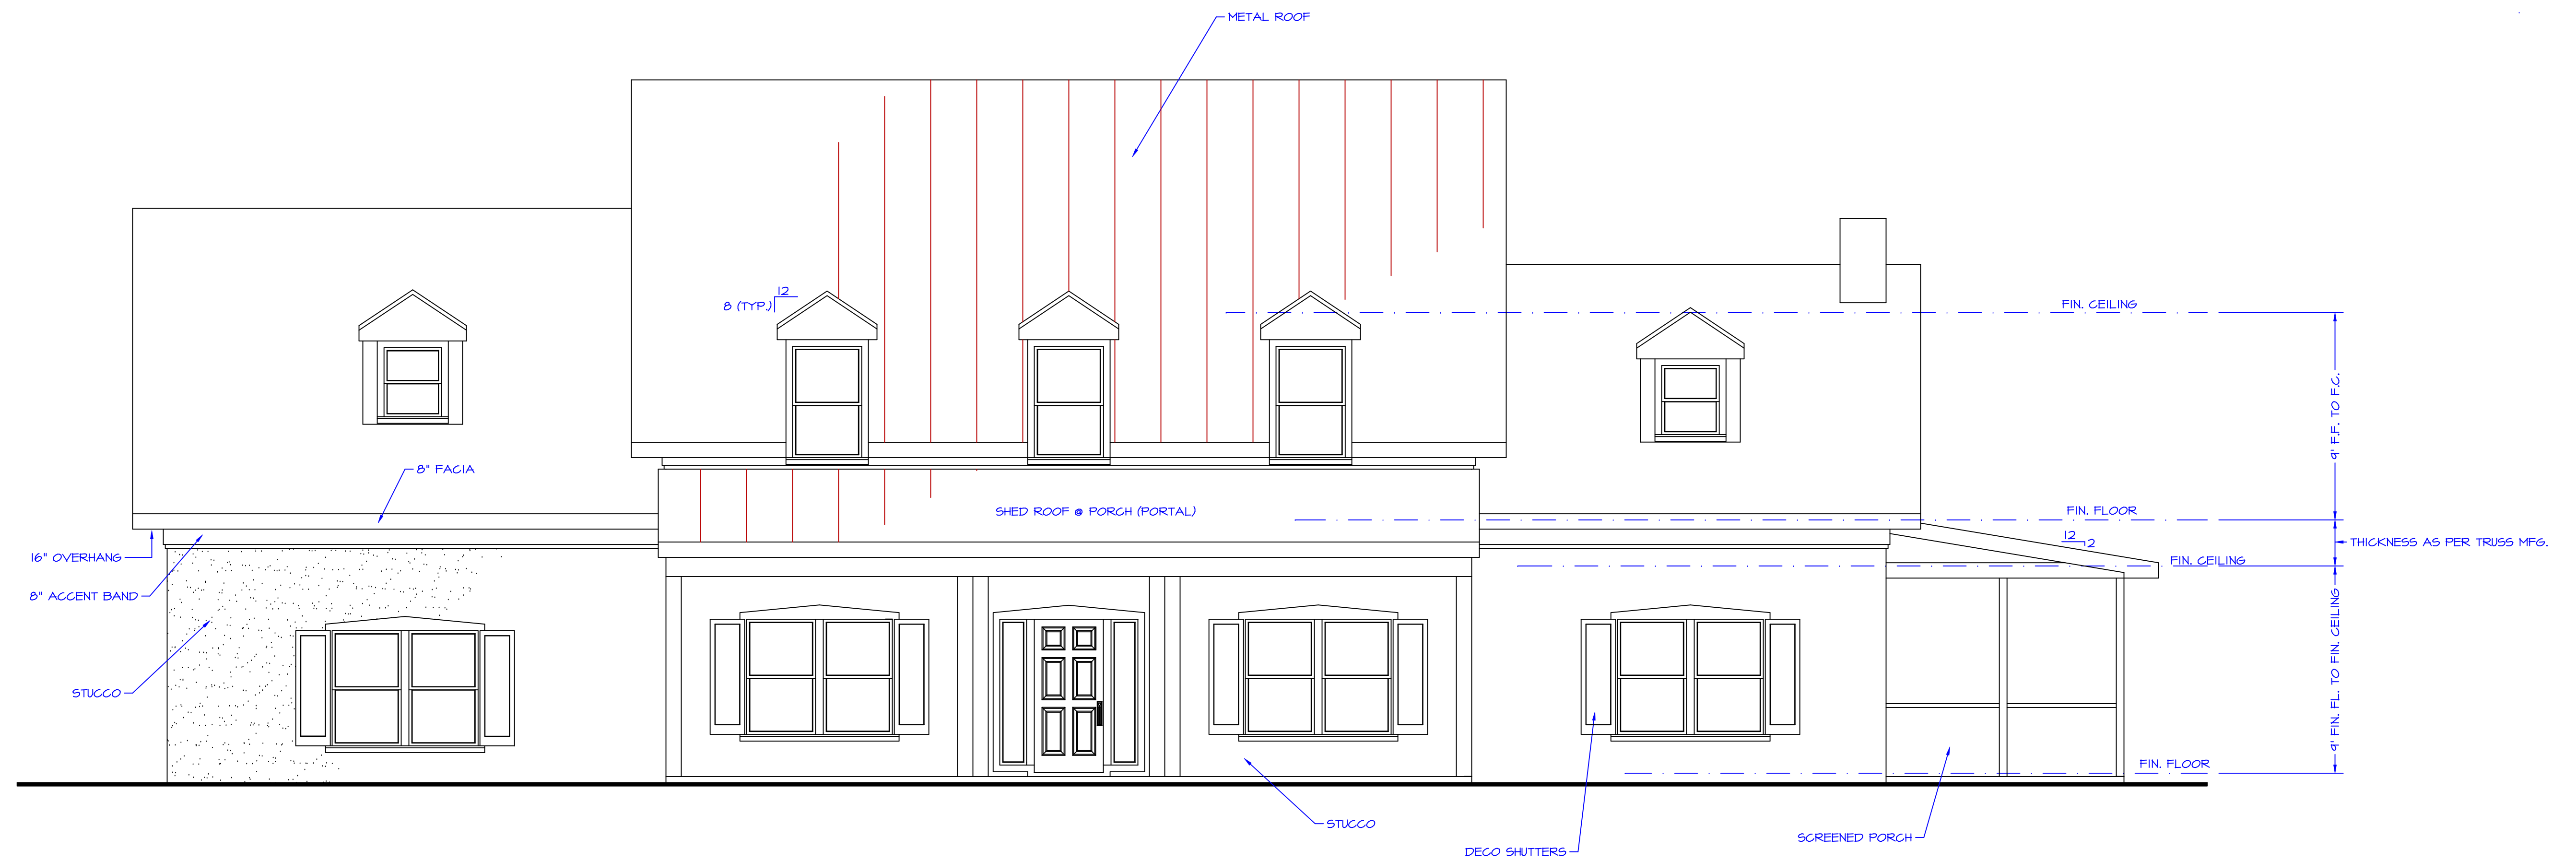 METAL ROOF
12
8 (TYP.)
FIN. CEILING
9' F.F. TO F.C.
8" FACIA
SHED ROOF @ PORCH (PORTAL)
FIN. FLOOR
12
2
THICKNESS AS PER TRUSS MFG.
16" OVERHANG
FIN. CEILING
8" ACCENT BAND
9' FIN. FL. TO FIN. CEILING
STUCCO
FIN. FLOOR
STUCCO
SCREENED PORCH
DECO SHUTTERS